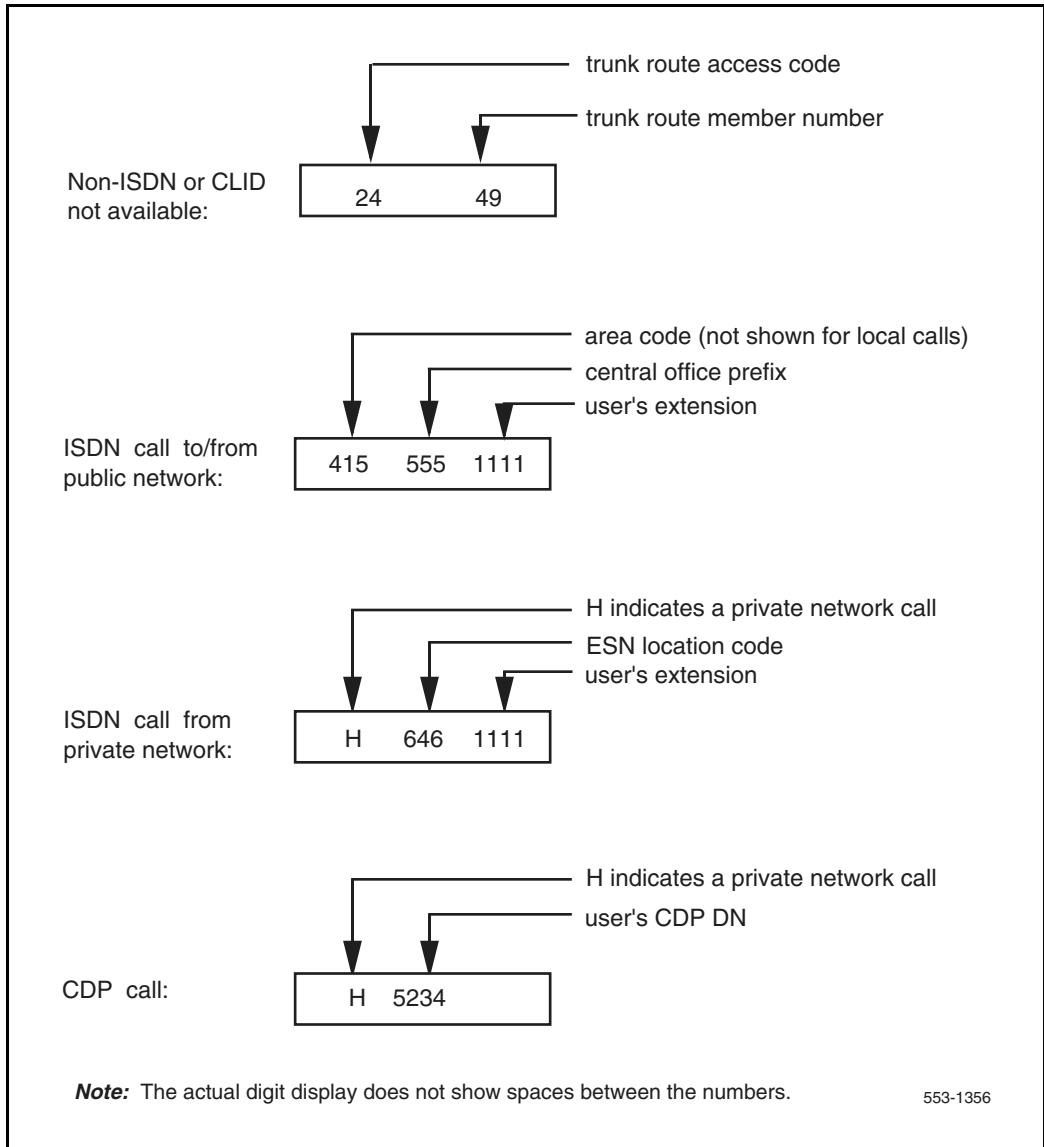 trunk route access code
trunk route member number
Non-ISDN or CLID
not available:
24 49
area code (not shown for local calls)
central office prefix
user's extension
ISDN call to/from
public network:
415 555 1111
H indicates a private network call
ESN location code
user's extension
ISDN call from
private network:
H 646 1111
H indicates a private network call
user's CDP DN
CDP call:
H 5234
Note: The actual digit display does not show spaces between the numbers.
553-1356